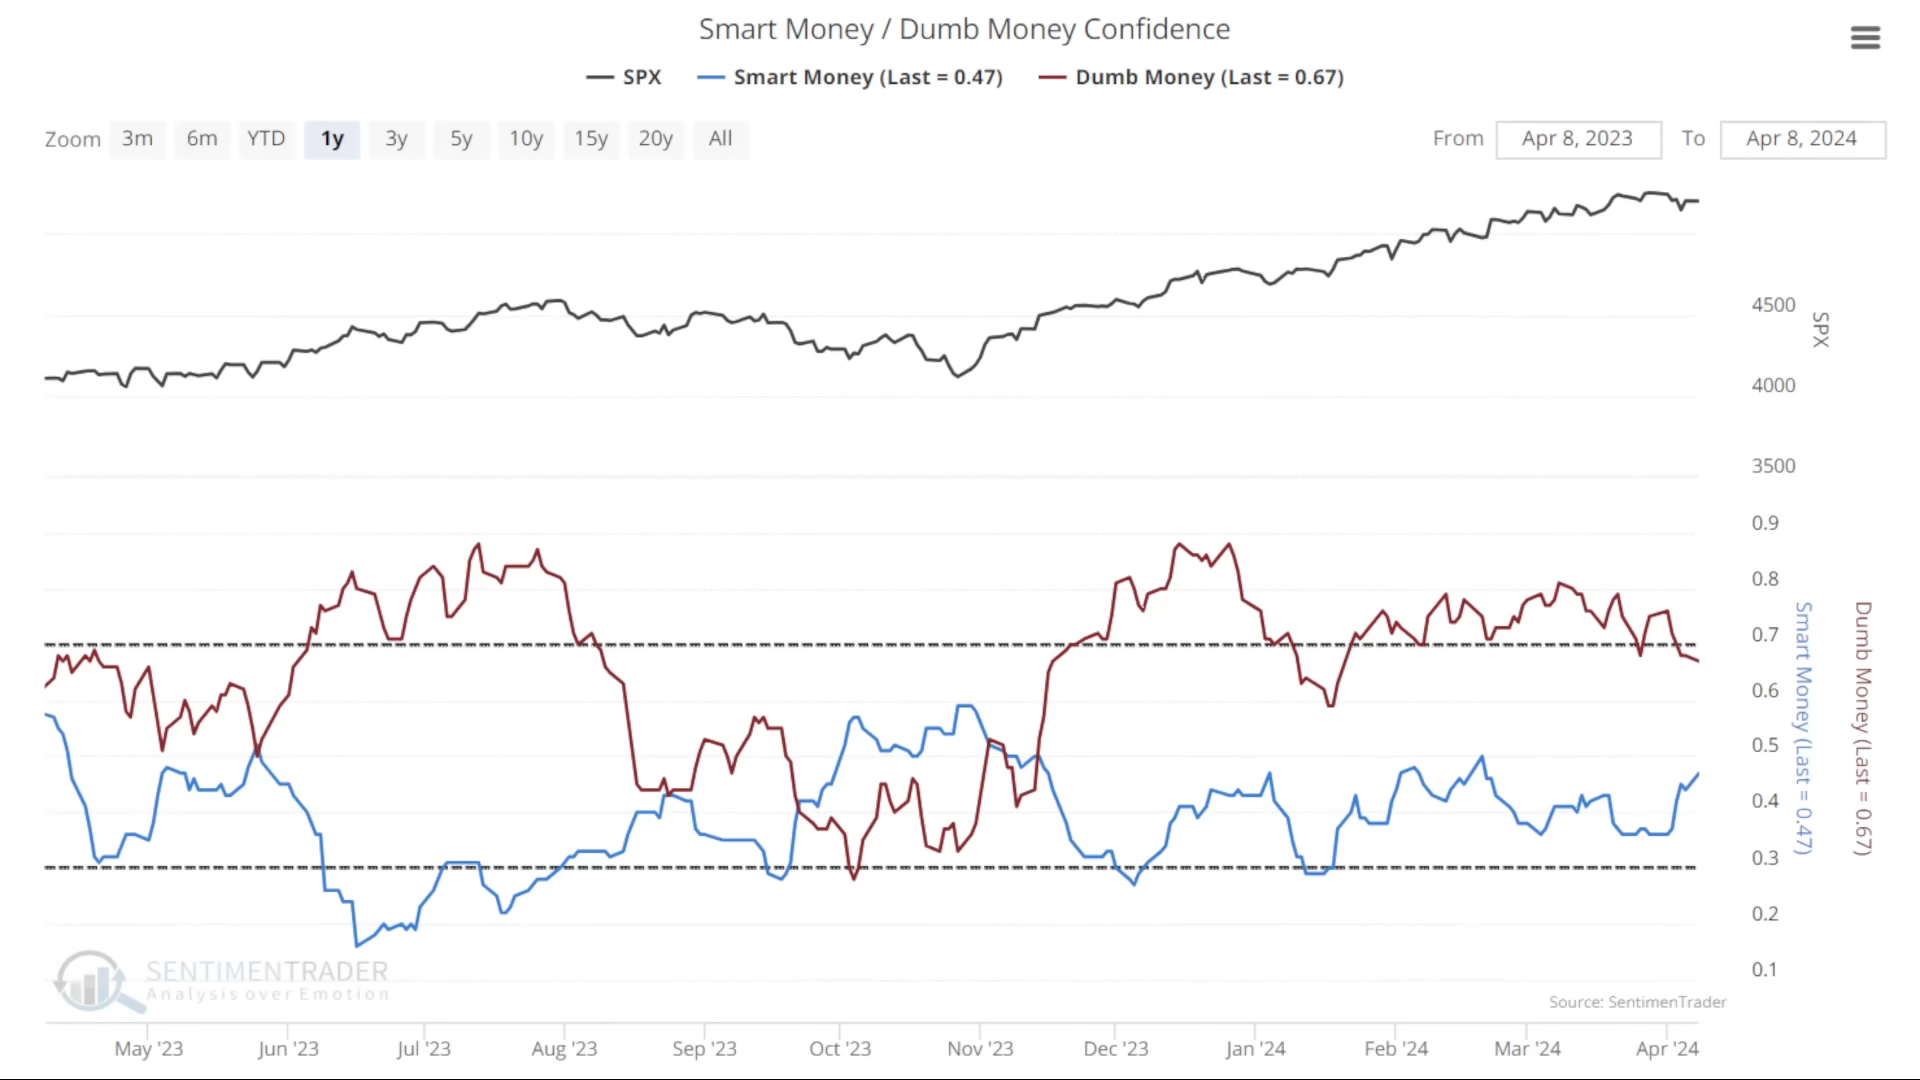 Smart Money / Dumb Money Confidence
SPX Smart Money (Last = 0.47) Dumb Money (Last = 0.67)
Zoom 3m 6m YTD 1y 3y 5y 10y 15y 20y All
From Apr 8, 2023 To Apr 8, 2024
4500
4000
3500
SPX
0.9
0.8
0.7
0.6
0.5
0.4
0.3
0.2
0.1
Smart Money (Last = 0.47)
Dumb Money (Last = 0.67)
SENTIMENTRADER
Analysis over Emotion
Source: SentimenTrader
May '23 Jun '23 Jul '23 Aug '23 Sep '23 Oct '23 Nov '23 Dec '23 Jan '24 Feb '24 Mar '24 Apr '24